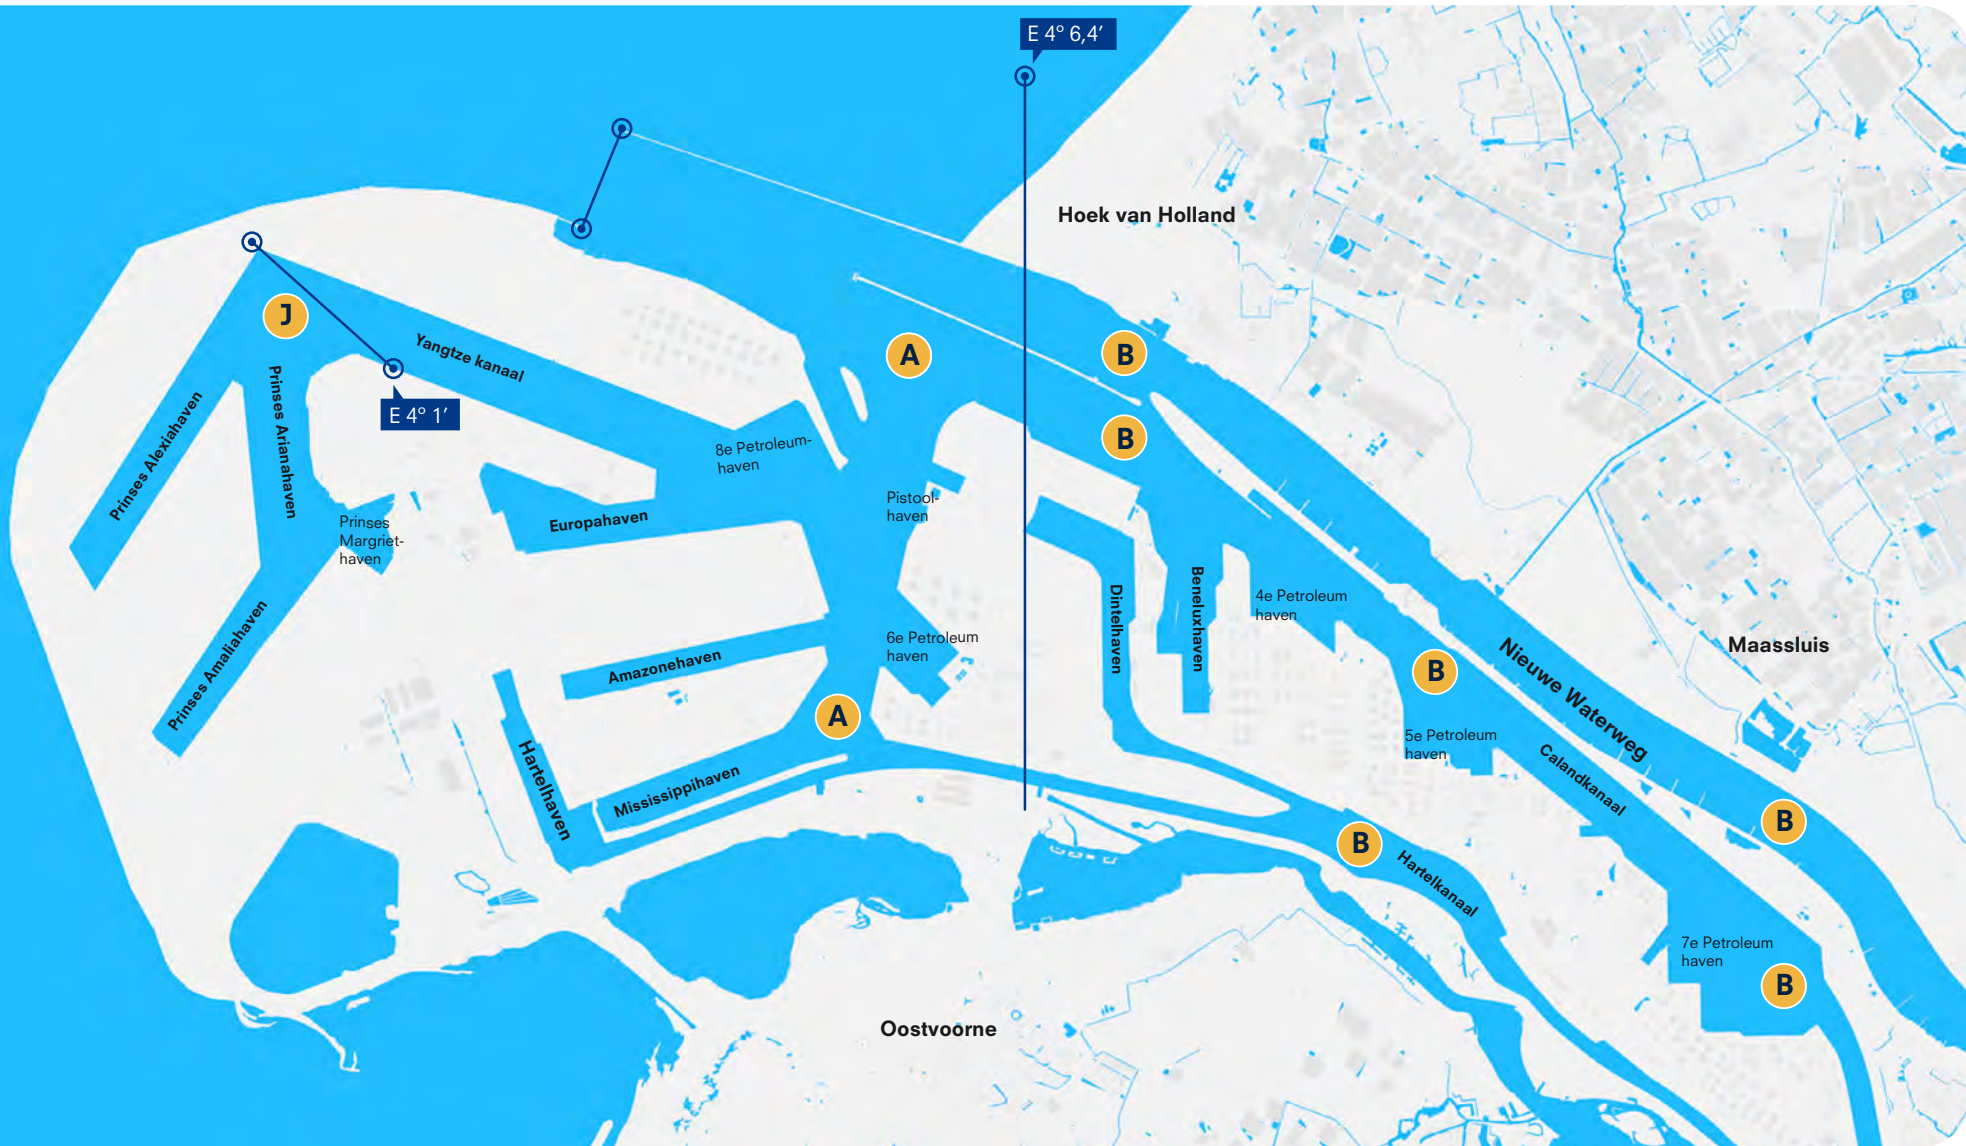 E 4° 6,4′
Hoek van Holland
J
A
B
Yangtze kanaal
E 4° 1′
B
Prinses Alexiahaven
Prinses Arianahaven
8e Petroleum-
haven
Pistool-
haven
Prinses
Margriet-
haven
Europahaven
Dintelhaven
Beneluxhaven
4e Petroleum
haven
Prinses Amaliahaven
6e Petroleum
haven
Amazonehaven
B
Nieuwe Waterweg
Maassluis
A
5e Petroleum
haven
Calandkanaal
Hartelhaven
Mississippihaven
B
B
Hartelkanaal
7e Petroleum
haven
B
Oostvoorne